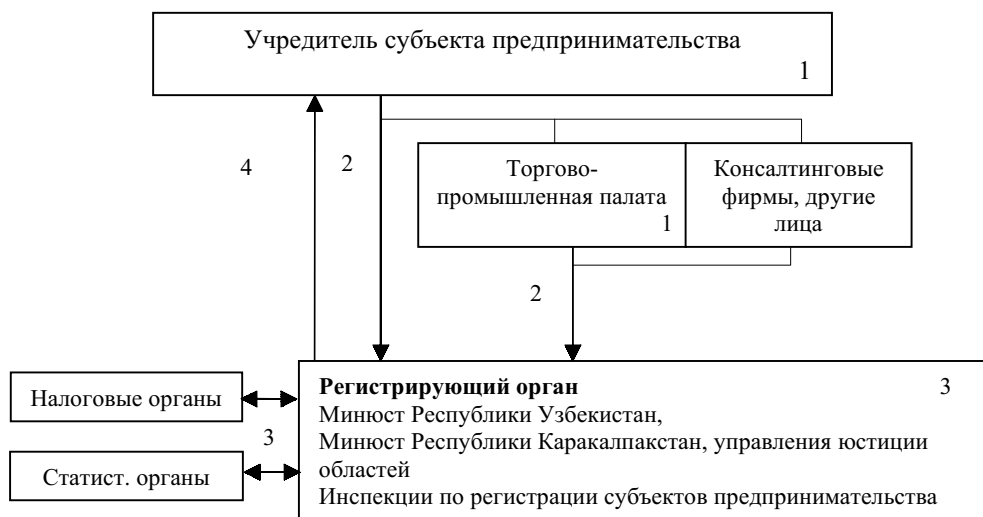 Учредитель субъекта предпринимательства
1
4
2
Торгово-
промышленная палата
1
Консалтинговые
фирмы, другие
лица
2
Налоговые органы
3
Статист. органы
Регистрирующий орган
3
Минюст Республики Узбекистан,
Минюст Республики Каракалпакстан, управления юстиции
областей
Инспекции по регистрации субъектов предпринимательства